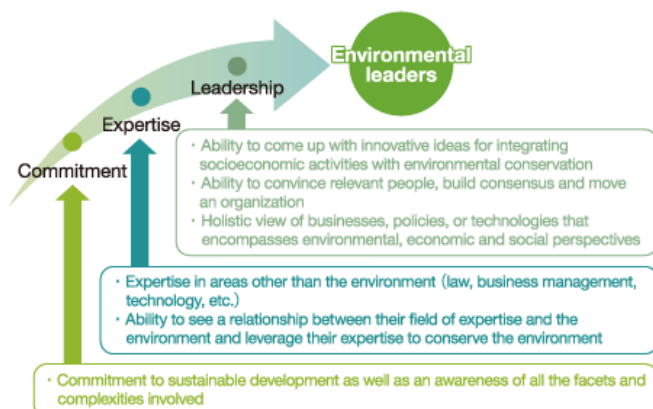 Environmental
leaders
Leadership
Expertise
Commitment
・Ability to come up with innovative ideas for integrating
socioeconomic activities with environmental conservation
・Ability to convince relevant people, build consensus and move
an organization
・Holistic view of businesses, policies, or technologies that
encompasses environmental, economic and social perspectives
・Expertise in areas other than the environment (law, business management,
technology, etc.)
・Ability to see a relationship between their field of expertise and the
environment and leverage their expertise to conserve the environment
・Commitment to sustainable development as well as an awareness of all the facets and
complexities involved